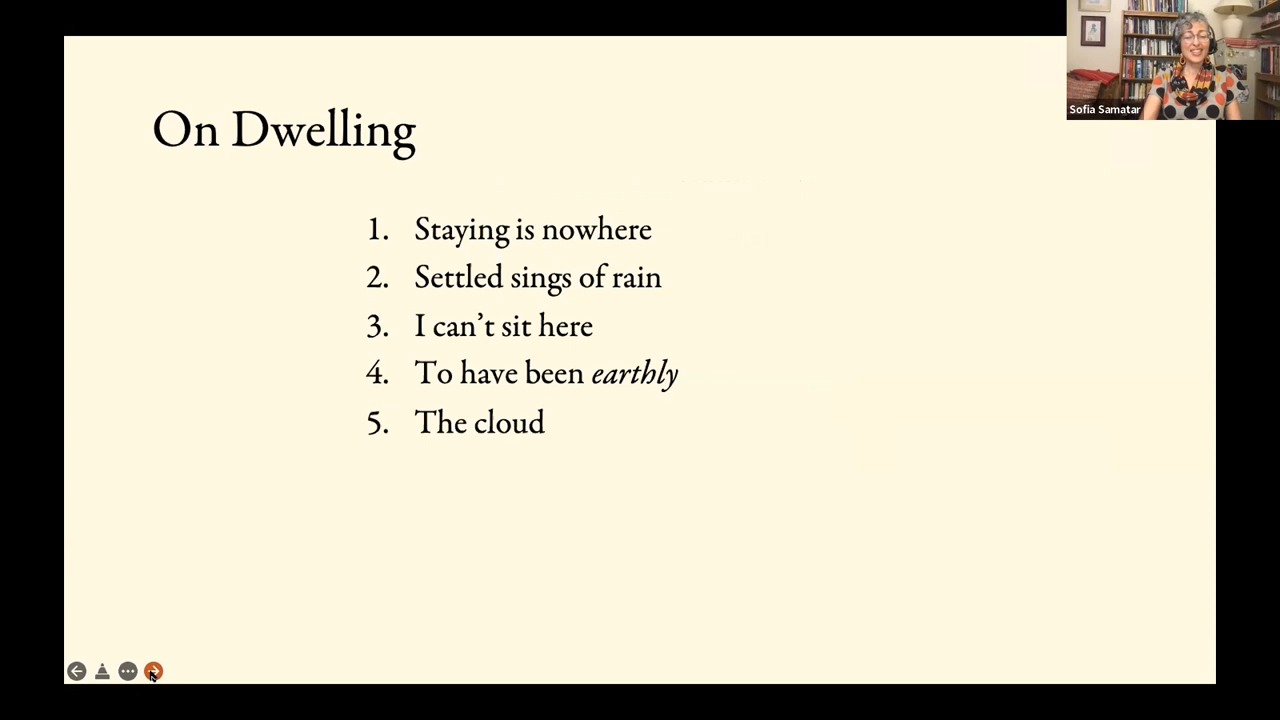 Sofia Samatar
On Dwelling
1. Staying is nowhere
2. Settled sings of rain
3. I can’t sit here
4. To have been earthly
5. The cloud